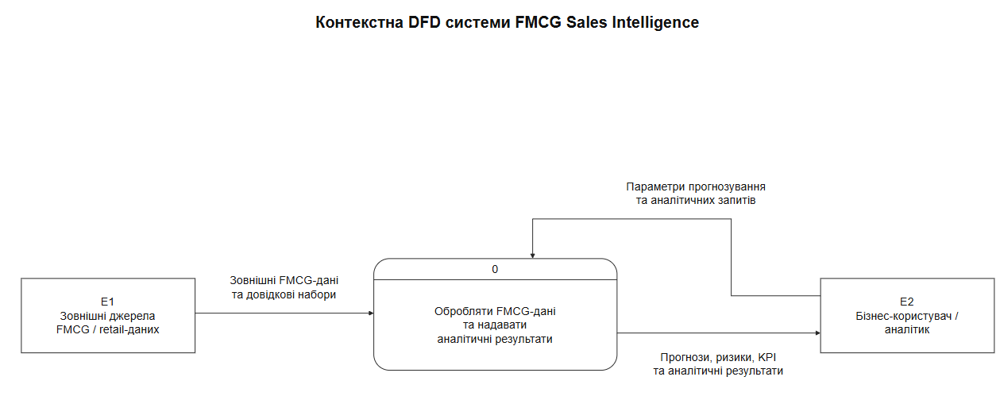 Контекстна DFD системи FMCG Sales Intelligence
Параметри прогнозування
та аналітичних запитів
Зовнішні FMCG-дані
та довідкові набори
0
E1
Зовнішні джерела
FMCG / retail-даних
Обробляти FMCG-дані
та надавати
аналітичні результати
E2
Бізнес-користувач /
аналітик
Прогнози, ризики, KPI
та аналітичні результати